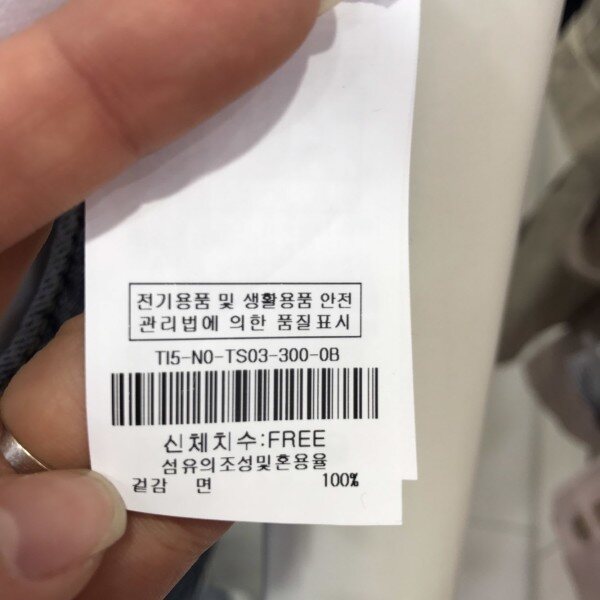 전기용품 및 생활용품 안전
관리법에 의한 품질표시
TI5-N0-TS03-300-0B
신체치수:FREE
섬유의조성및혼용율
겉감 면 100%